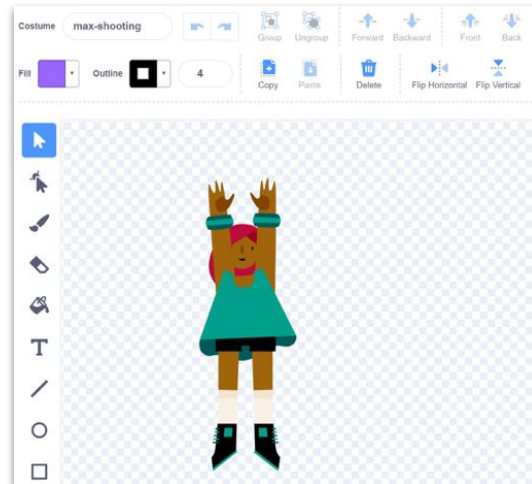 Costume max-shooting
Group Ungroup Forward Backward Front Back
Fill Outline 4
Copy Paste Delete Flip Horizontal Flip Vertical
T